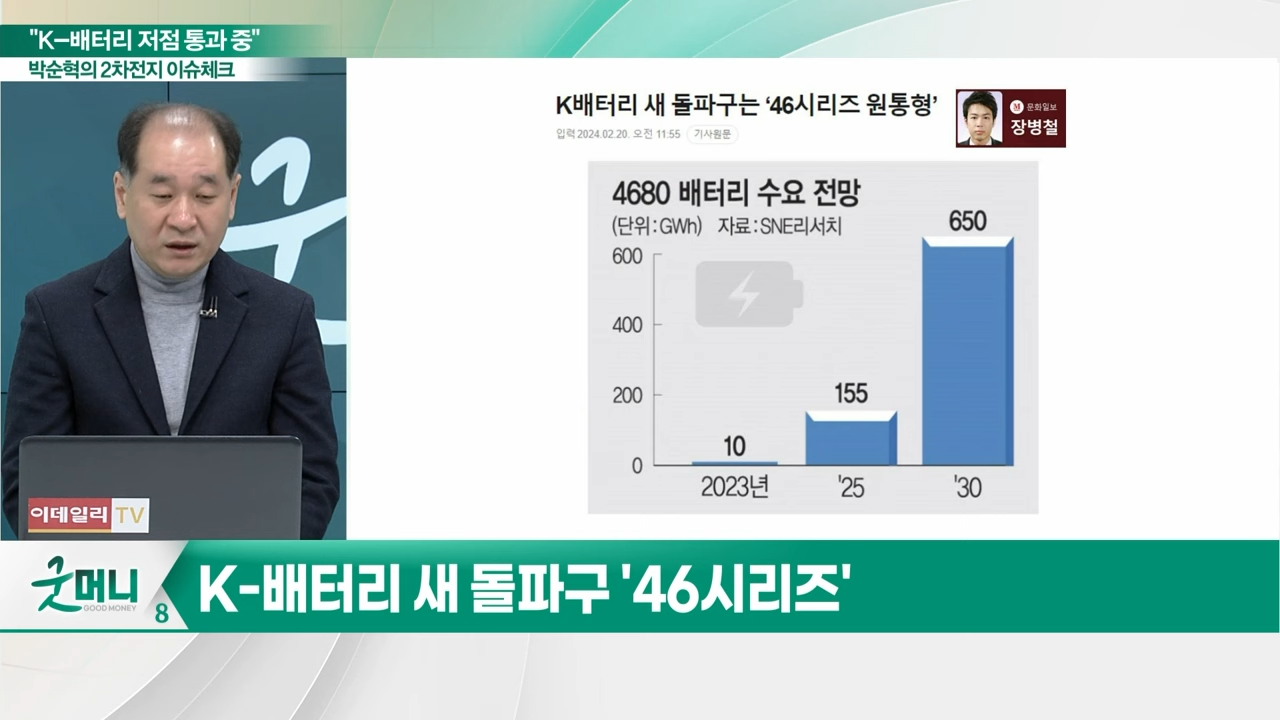 "K-배터리 저점 통과 중"
박순혁의 2차전지 이슈체크
K배터리 새 돌파구는 '46시리즈 원통형'
입력 2024.02.20. 오전 11:55 기사원문
M 문화일보
장병철
4680 배터리 수요 전망
(단위:GWh) 자료:SNE리서치
650
600
400
155
200
10
0
2023년 '25 '30
이데일리TV
굿머니
GOOD MONEY
8
K-배터리 새 돌파구 '46시리즈'